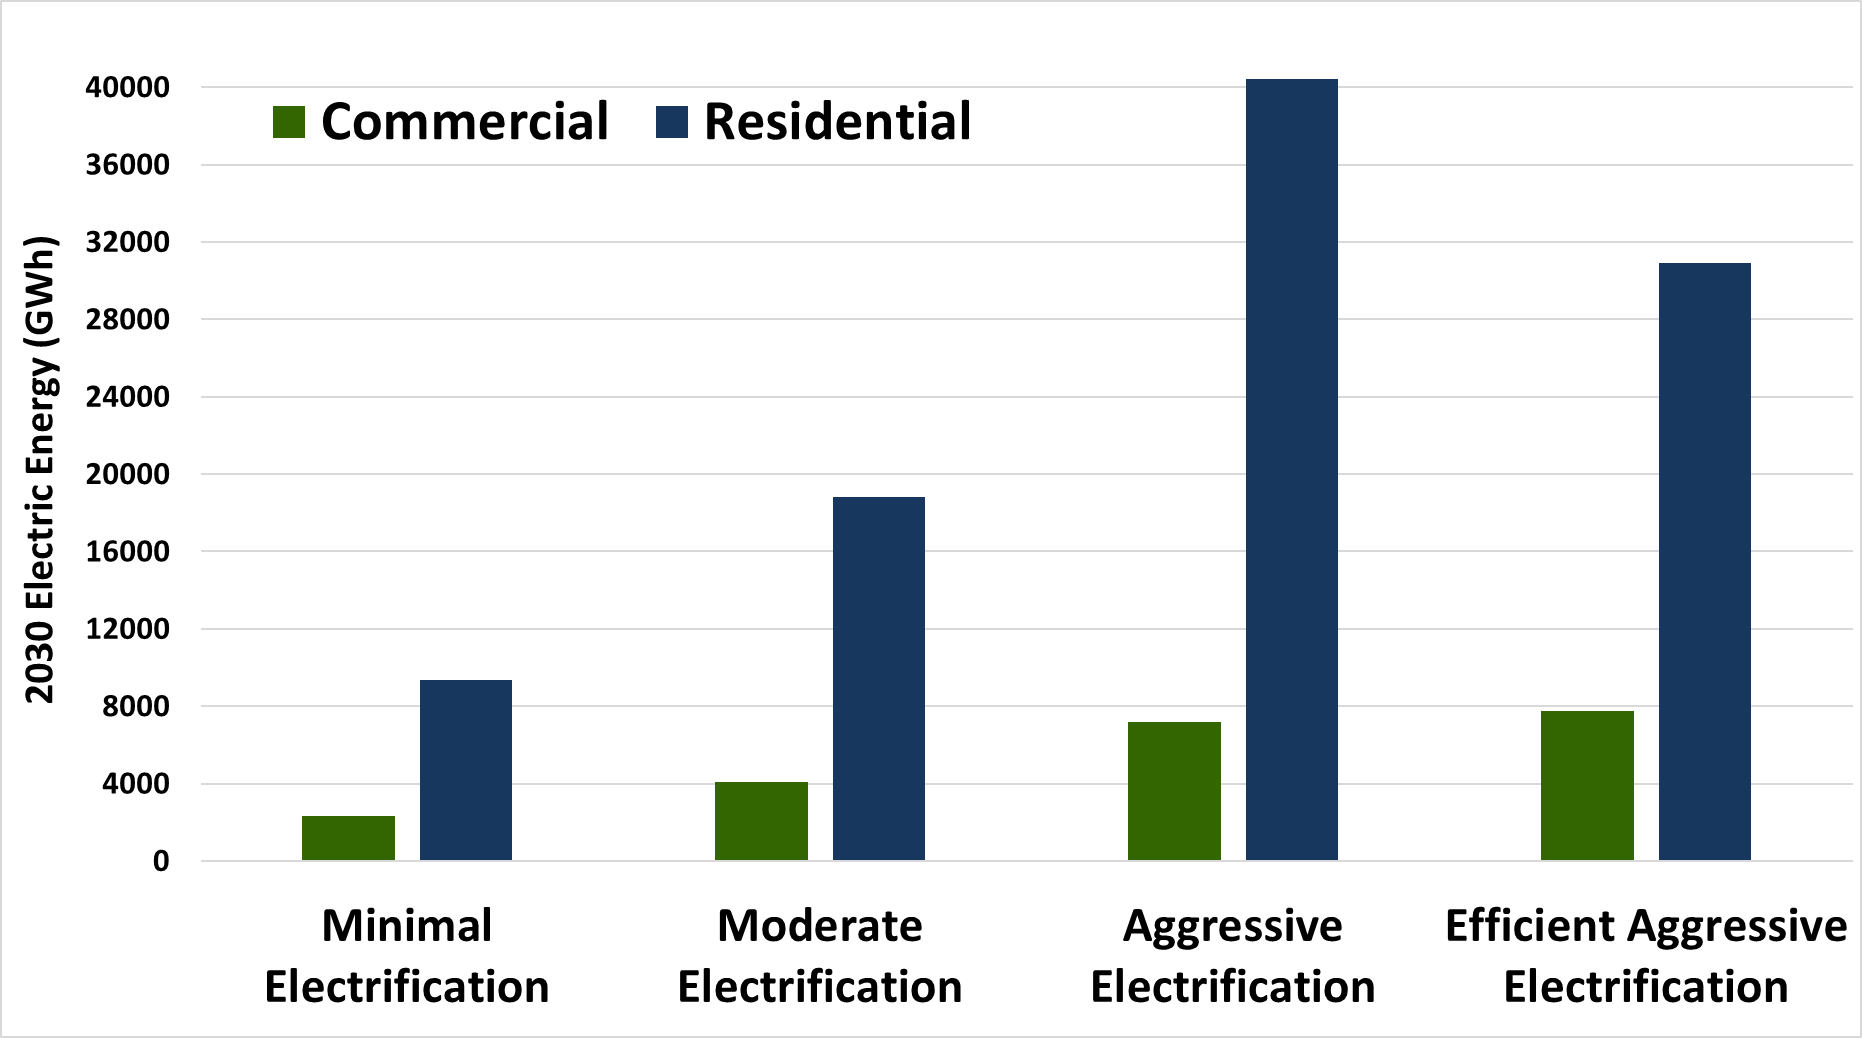 2030 Electric Energy (GWh)
40000
36000
32000
28000
24000
20000
16000
12000
8000
4000
0
Commercial Residential
Minimal
Electrification
Moderate
Electrification
Aggressive
Electrification
Efficient Aggressive
Electrification